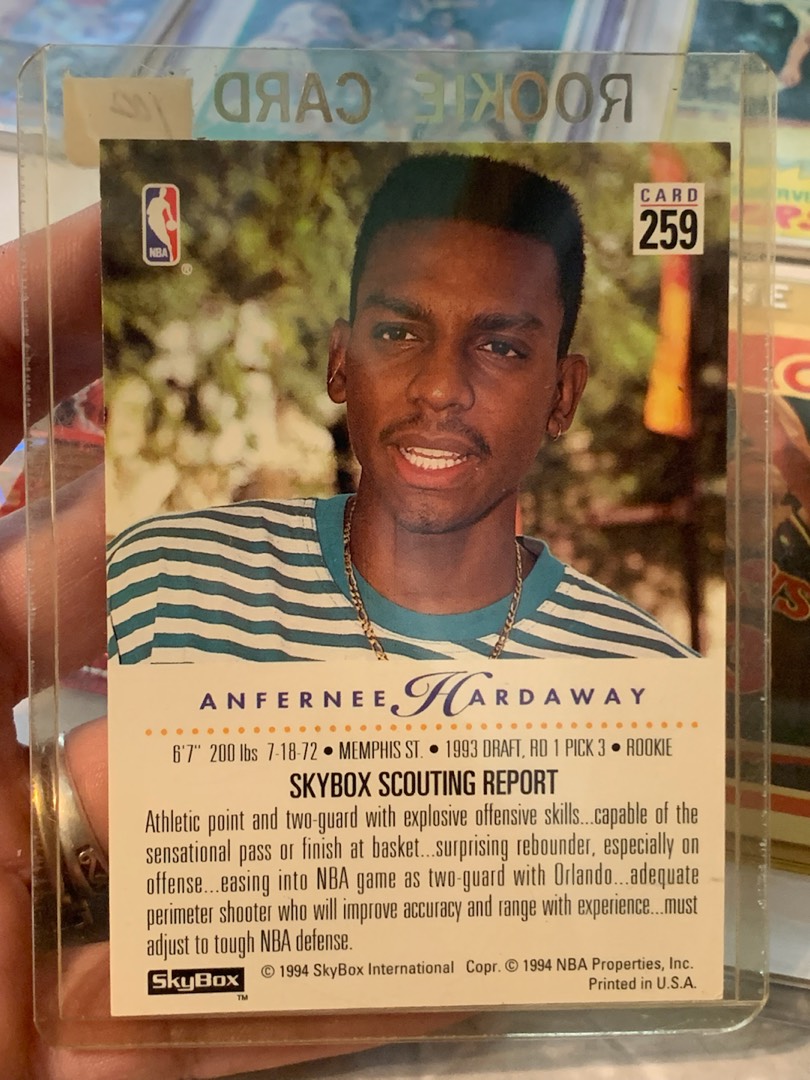 ROOKIE CARD
NBA
®
CARD
259
ANFERNEE HARDAWAY
6'7" 200 lbs 7-18-72 • MEMPHIS ST. • 1993 DRAFT, RD 1 PICK 3 • ROOKIE
SKYBOX SCOUTING REPORT
Athletic point and two-guard with explosive offensive skills...capable of the
sensational pass or finish at basket...surprising rebounder, especially on
offense...easing into NBA game as two-guard with Orlando...adequate
perimeter shooter who will improve accuracy and range with experience...must
adjust to tough NBA defense.
SkyBox
TM
© 1994 SkyBox International Copr. © 1994 NBA Properties, Inc.
Printed in U.S.A.